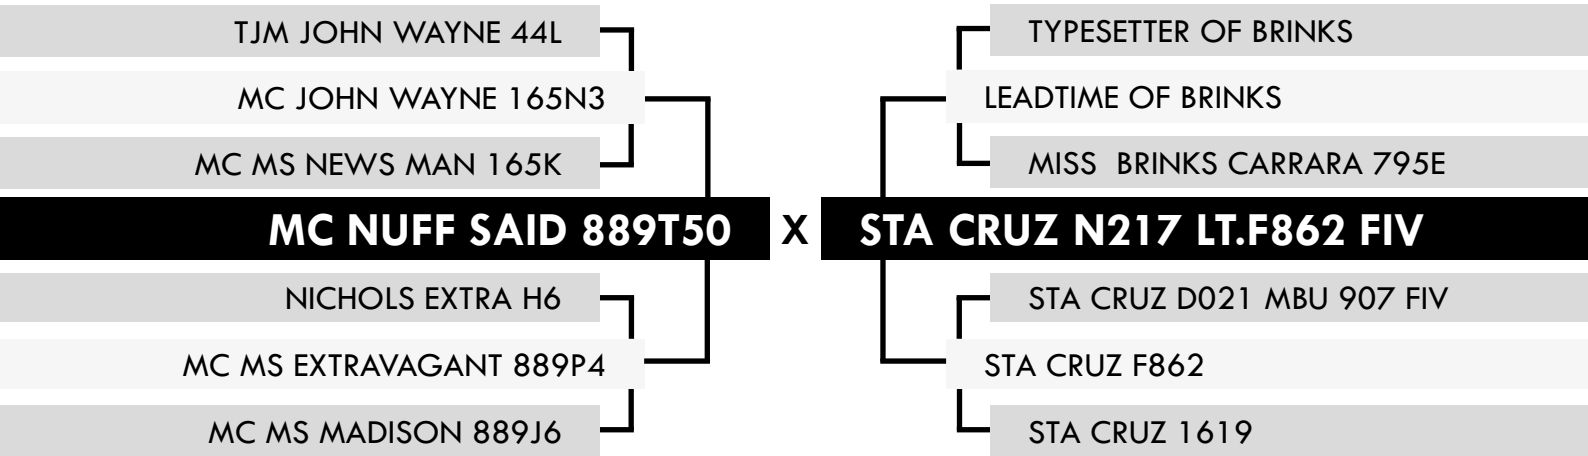 TJM JOHN WAYNE 44L
MC JOHN WAYNE 165N3
MC MS NEWS MAN 165K
MC NUFF SAID 889T50
NICHOLS EXTRA H6
MC MS EXTRAVAGANT 889P4
MC MS MADISON 889J6
X
TYPESETTER OF BRINKS
LEADTIME OF BRINKS
MISS BRINKS CARRARA 795E
STA CRUZ N217 LT.F862 FIV
STA CRUZ D021 MBU 907 FIV
STA CRUZ F862
STA CRUZ 1619